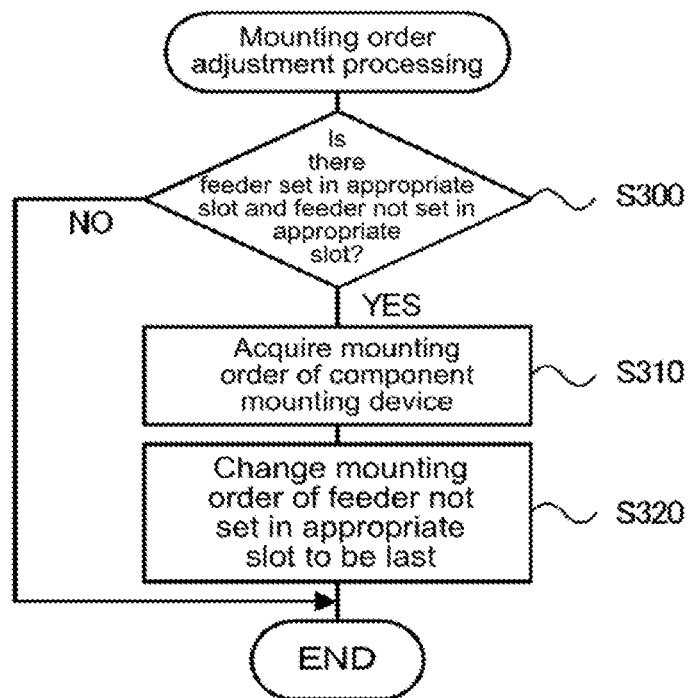 Mounting order
adjustment processing
Is
there
feeder set in appropriate
slot and feeder not set in
appropriate
slot?
S300
NO
YES
Acquire mounting
order of component
mounting device
S310
Change mounting
order of feeder not
set in appropriate
slot to be last
S320
END